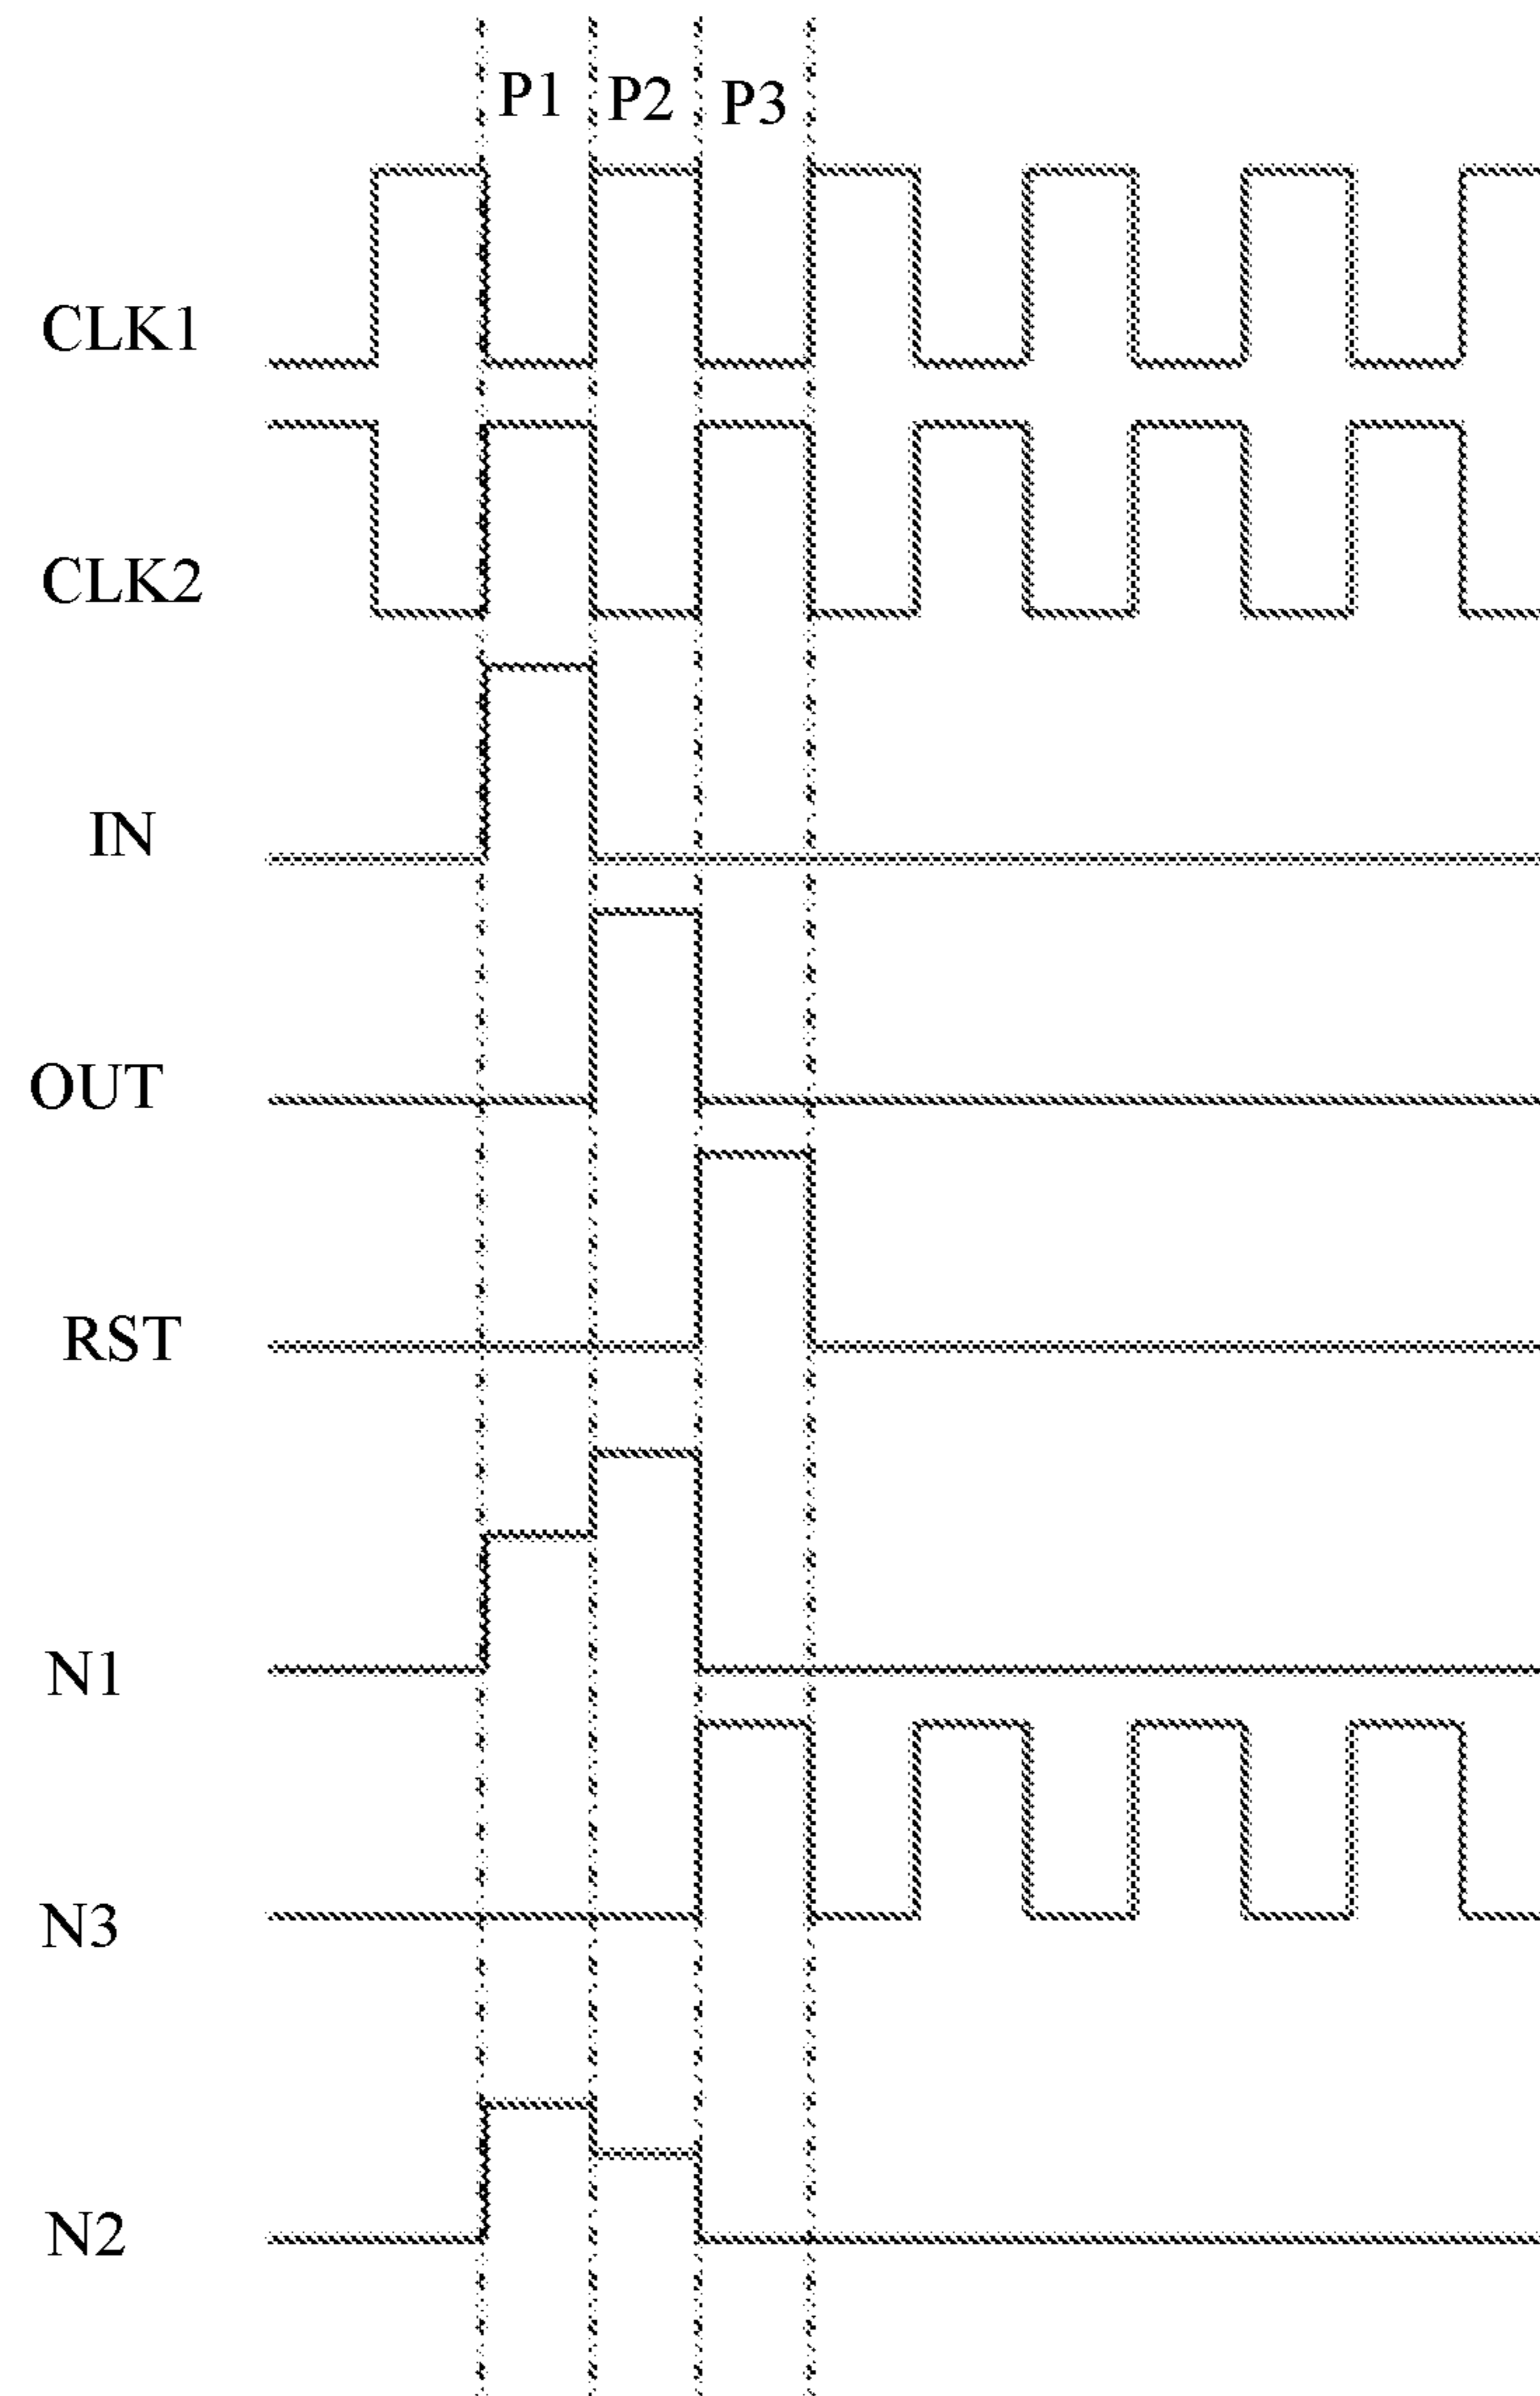 P1 P2 P3
CLK1
CLK2
IN
OUT
RST
N1
N3
N2